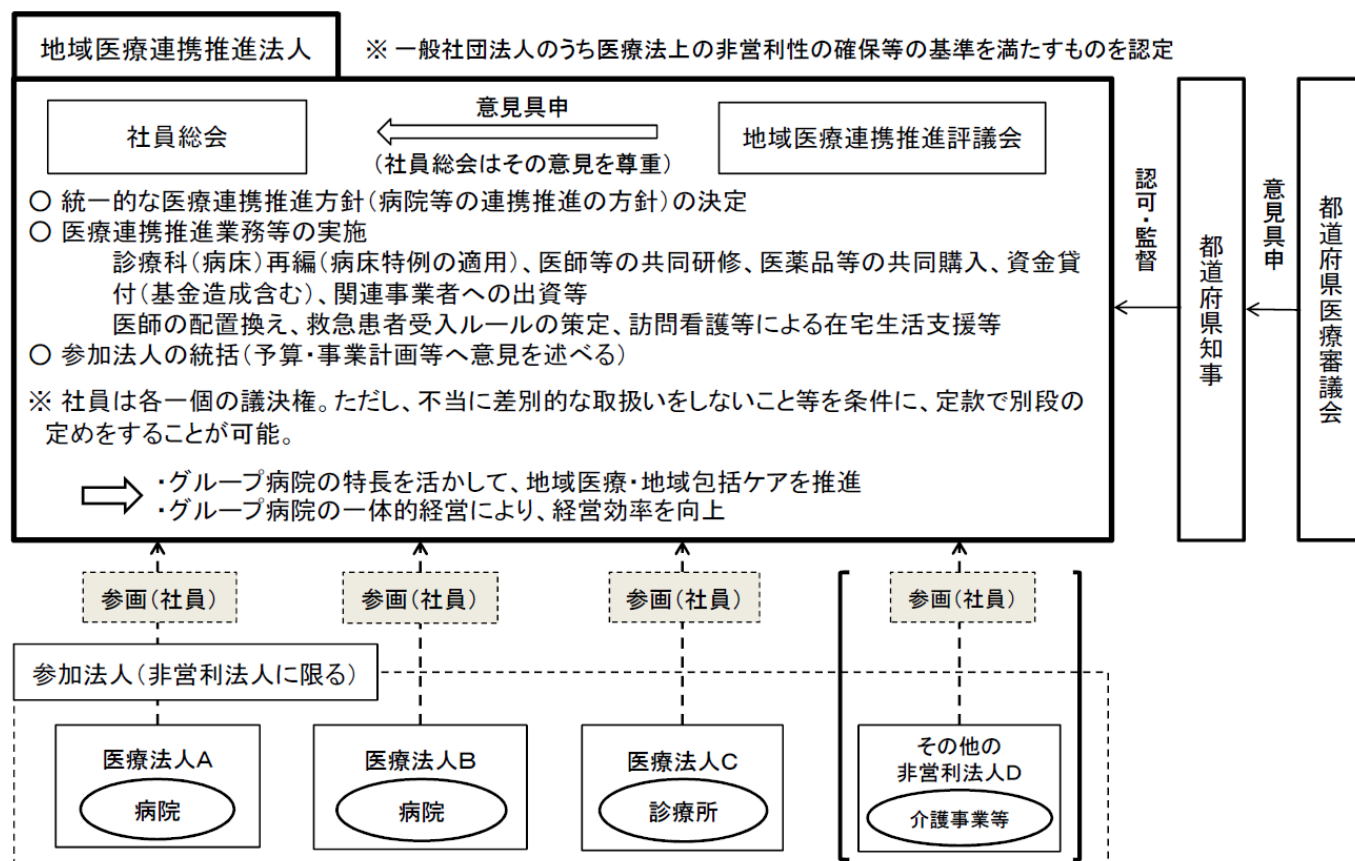 地域医療連携推進法人
※ 一般社団法人のうち医療法上の非営利性の確保等の基準を満たすものを認定
社員総会
意見具申
(社員総会はその意見を尊重)
地域医療連携推進評議会
○ 統一的な医療連携推進方針(病院等の連携推進の方針)の決定
○ 医療連携推進業務等の実施
診療科(病床)再編(病床特例の適用)、医師等の共同研修、医薬品等の共同購入、資金貸
付(基金造成含む)、関連事業者への出資等
医師の配置換え、救急患者受入ルールの策定、訪問看護等による在宅生活支援等
○ 参加法人の統括(予算・事業計画等へ意見を述べる)
※ 社員は各一個の議決権。ただし、不当に差別的な取扱いをしないこと等を条件に、定款で別段の
定めをすることが可能。
・グループ病院の特長を活かして、地域医療・地域包括ケアを推進
・グループ病院の一体的経営により、経営効率を向上
認可・監督
都道府県知事
意見具申
都道府県医療審議会
参画(社員)
参画(社員)
参画(社員)
参画(社員)
参加法人(非営利法人に限る)
医療法人A
病院
医療法人B
病院
医療法人C
診療所
その他の
非営利法人D
介護事業等